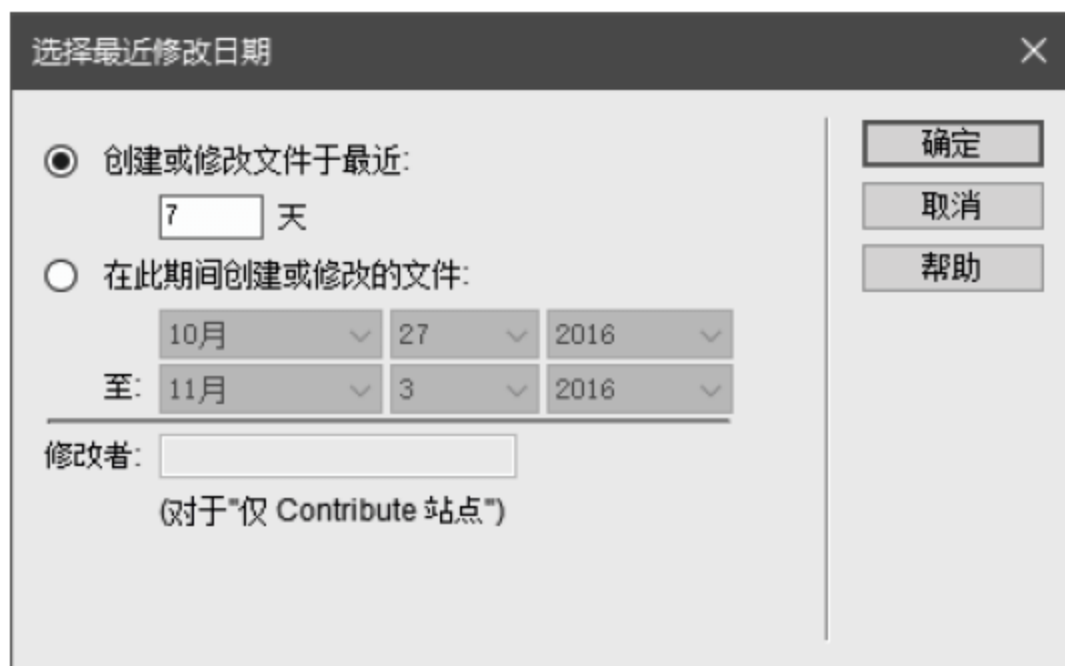 选择最近修改日期
创建或修改文件于最近:
7 天
在此期间创建或修改的文件:
10月 27 2016
至: 11月 3 2016
修改者:
(对于"仅 Contribute 站点")
确定
取消
帮助